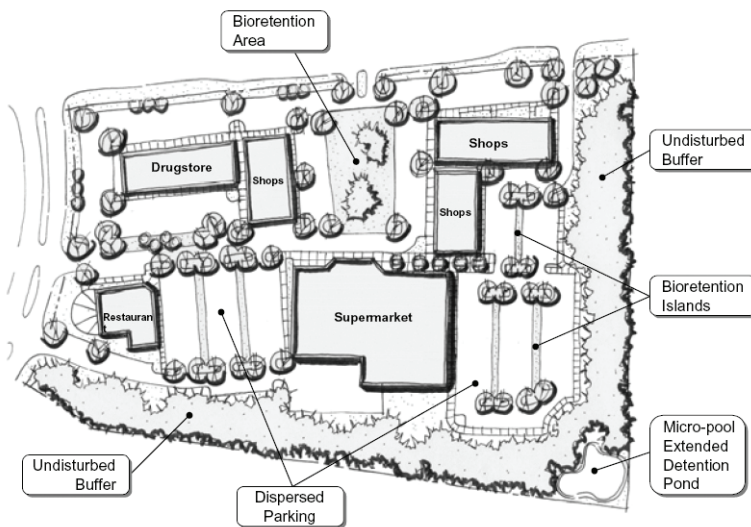 Bioretention
Area
Drugstore
Shops
Shops
Shops
Undisturbed
Buffer
Bioretention
Islands
Restauran
Supermarket
Micro-pool
Extended
Detention
Pond
Undisturbed
Buffer
Dispersed
Parking